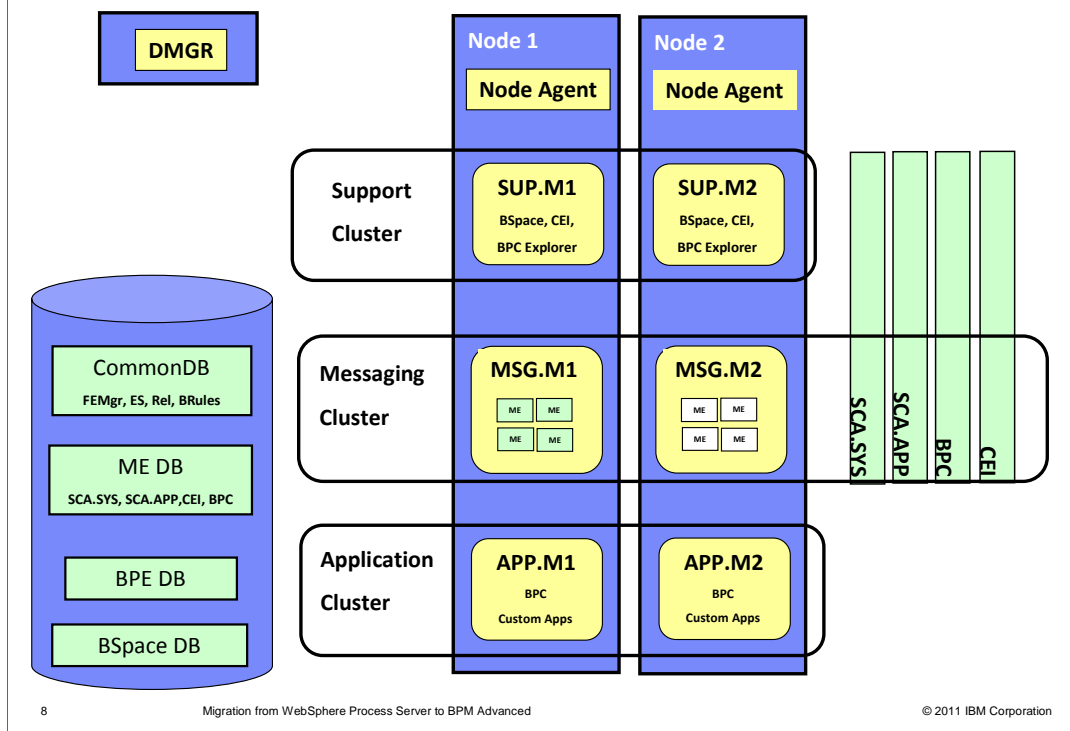 DMGR
Node 1
Node 2
Node Agent
Node Agent
Support
Cluster
SUP.M1
BSpace, CEI,
BPC Explorer
SUP.M2
BSpace, CEI,
BPC Explorer
CommonDB
FEMgr, ES, Rel, BRules
ME DB
SCA.SYS, SCA.APP,CEI, BPC
BPE DB
BSpace DB
Messaging
Cluster
MSG.M1
ME ME
ME ME
MSG.M2
ME ME
ME ME
SCA.SYS
SCA.APP
BPC
CEI
Application
Cluster
APP.M1
BPC
Custom Apps
APP.M2
BPC
Custom Apps
8 Migration from WebSphere Process Server to BPM Advanced © 2011 IBM Corporation